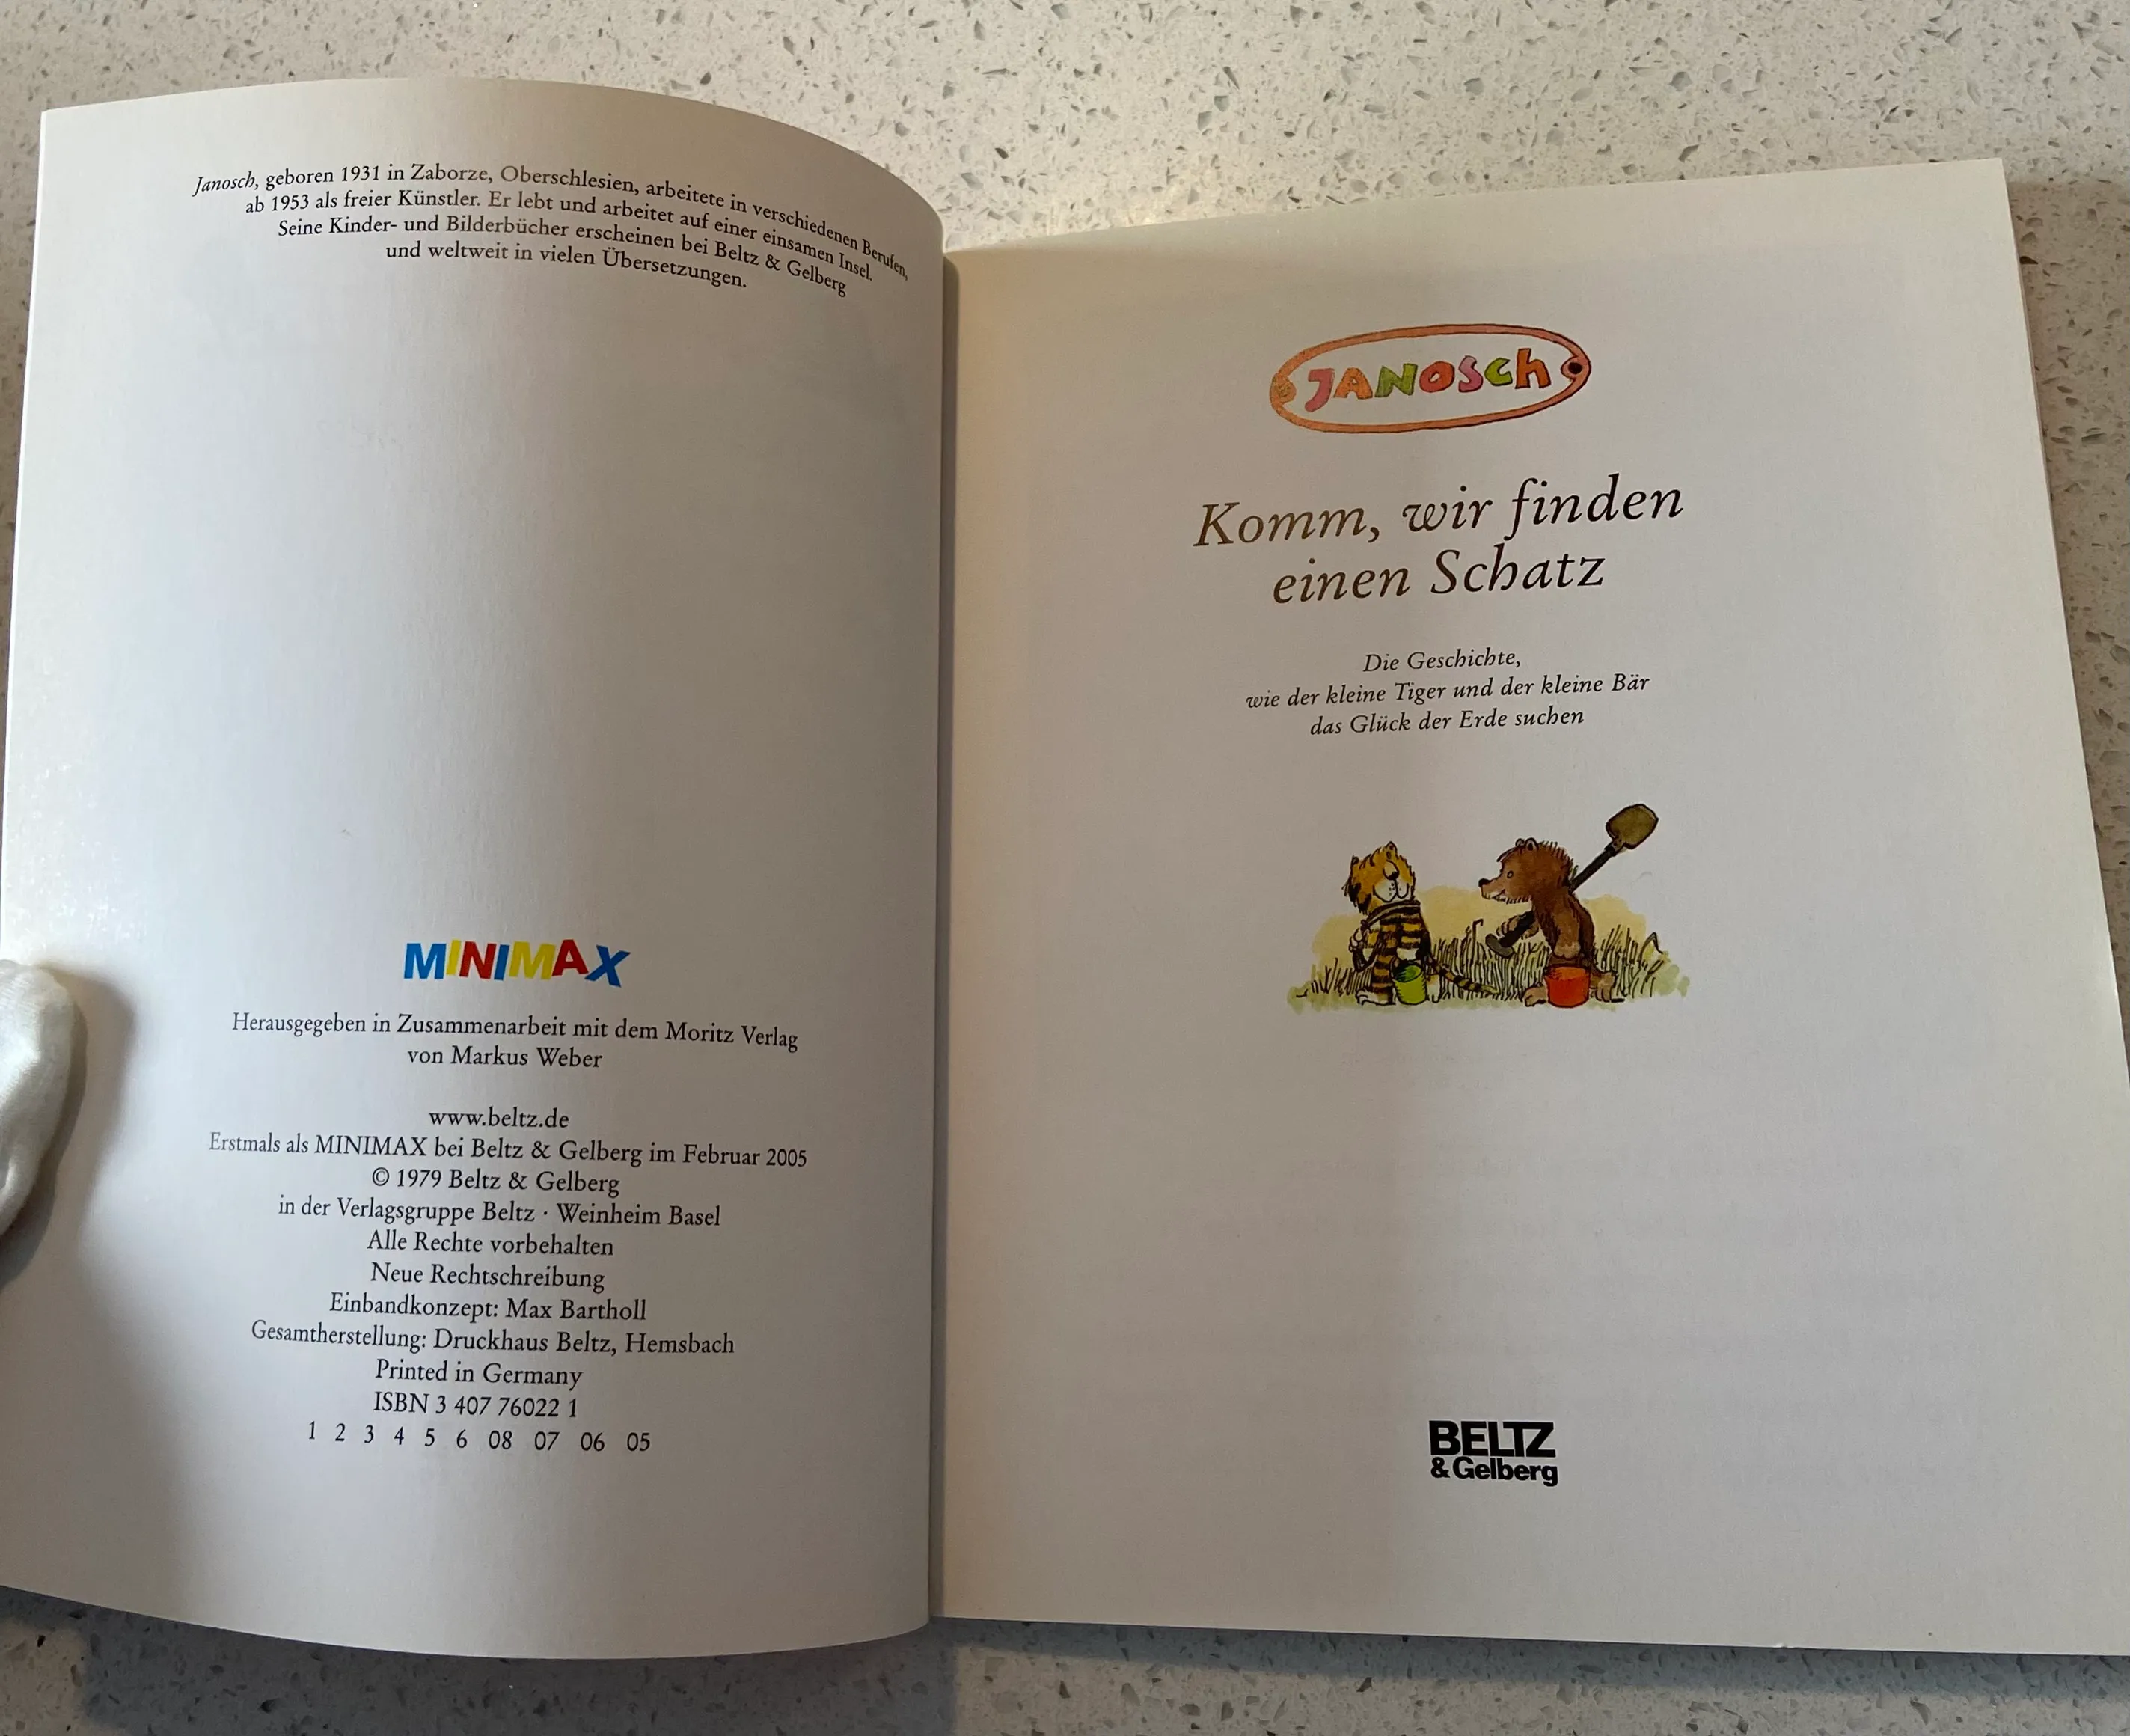 Janosch, geboren 1931 in Zaborze, Oberschlesien, arbeitete in verschiedenen Berufen,
ab 1953 als freier Künstler. Er lebt und arbeitet auf einer einsamen Insel.
Seine Kinder- und Bilderbücher erscheinen bei Beltz & Gelberg
und weltweit in vielen Übersetzungen.
MINIMAX
Herausgegeben in Zusammenarbeit mit dem Moritz Verlag
von Markus Weber
www.beltz.de
Erstmals als MINIMAX bei Beltz & Gelberg im Februar 2005
© 1979 Beltz & Gelberg
in der Verlagsgruppe Beltz · Weinheim Basel
Alle Rechte vorbehalten
Neue Rechtschreibung
Einbandkonzept: Max Bartholl
Gesamtherstellung: Druckhaus Beltz, Hemsbach
Printed in Germany
ISBN 3 407 76022 1
1 2 3 4 5 6 08 07 06 05
JANOSCh
Komm, wir finden
einen Schatz
Die Geschichte,
wie der kleine Tiger und der kleine Bär
das Glück der Erde suchen
BELTZ
& Gelberg